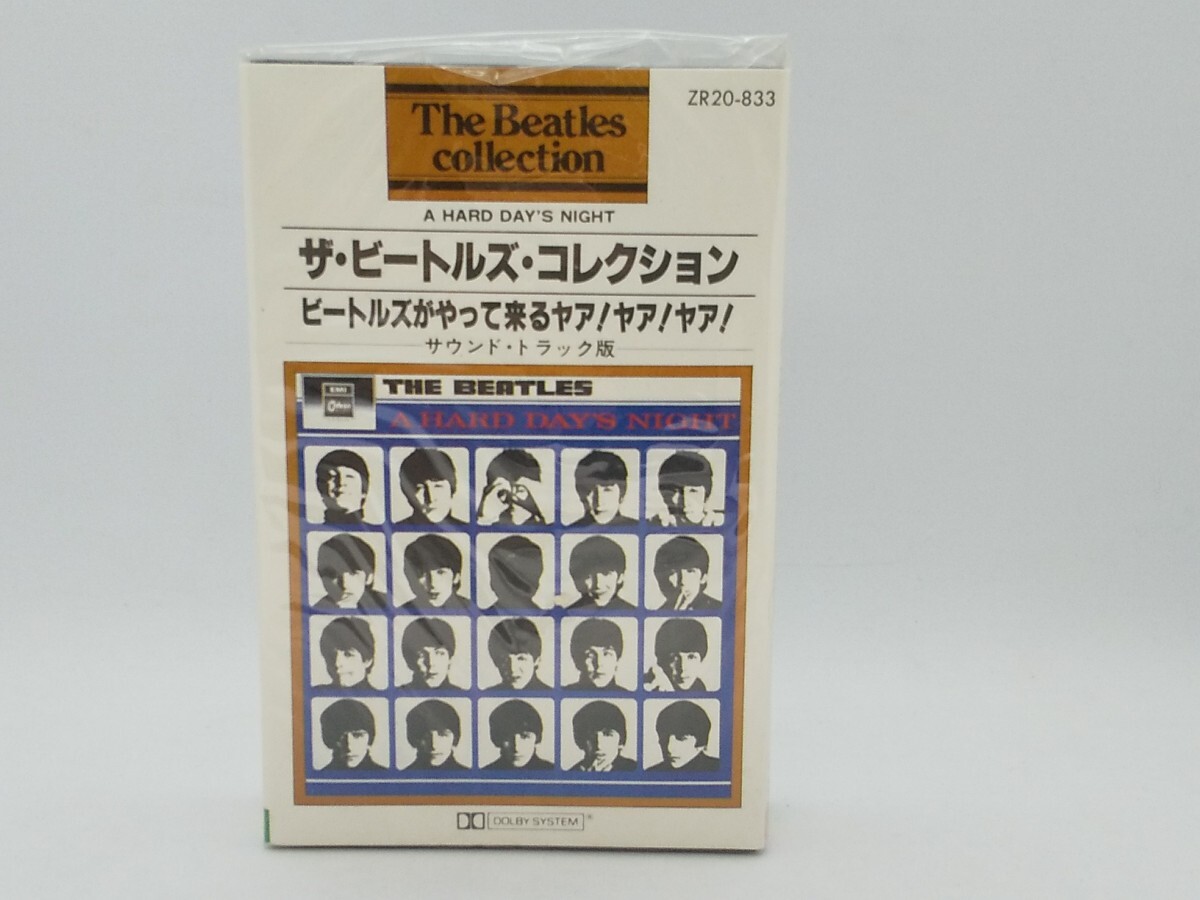 The Beatles
collection
ZR20-833
A HARD DAY'S NIGHT
ザ・ビートルズ・コレクション
ビートルズがやって来るヤア!ヤア!ヤア!
サウンド・トラック版
EMI
Odeon
THE BEATLES
A HARD DAY'S NIGHT
DOLBY SYSTEM®